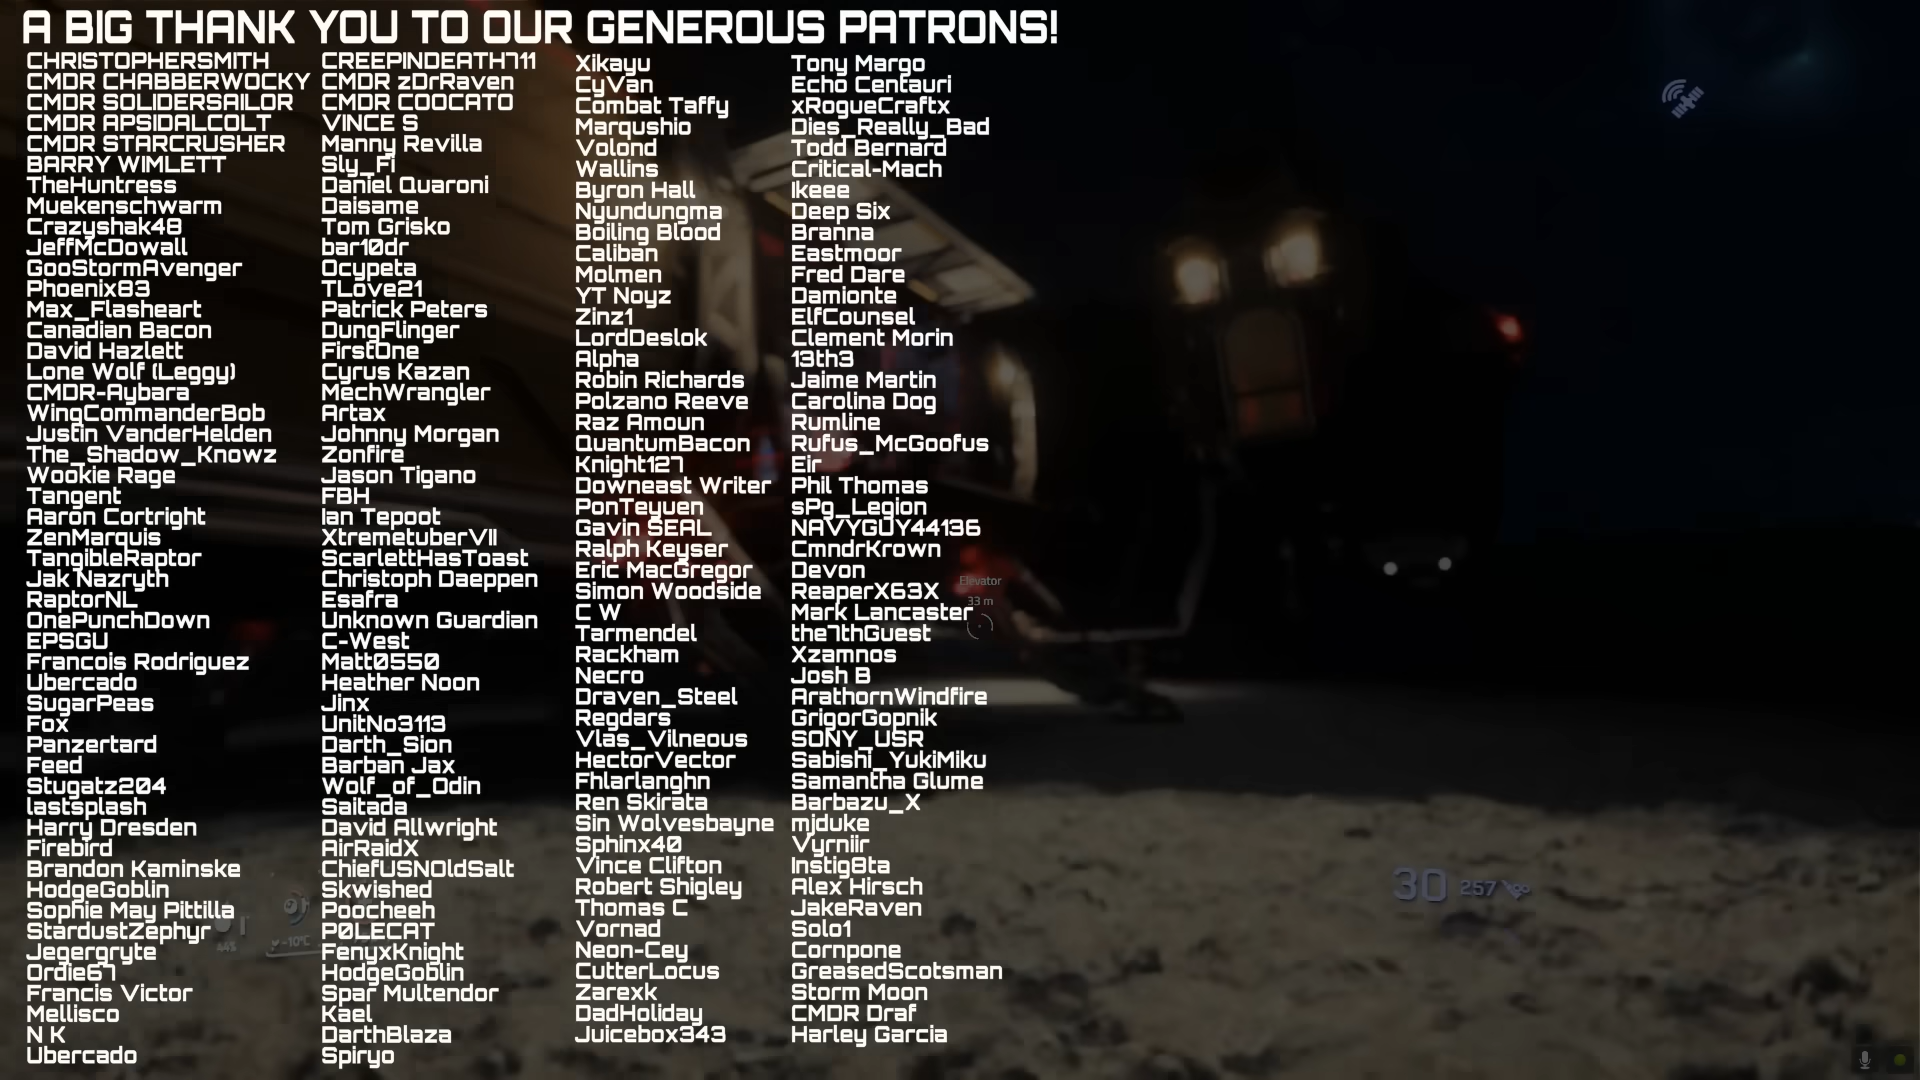 A BIG THANK YOU TO OUR GENEROUS PATRONS!
CHRISTOPHERSMITH
CMDR CHABBERWOCKY
CMDR SOLIDERSAILOR
CMDR APSIDALCOLT
CMDR STARCRUSHER
BARRY WIMLETT
TheHuntress
Muekenschwarm
Crazyshak48
JeffMcDowall
GooStormAvenger
Phoenix83
Max_Flasheart
Canadian Bacon
David Hazlett
Lone Wolf (Leggy)
CMDR-Aybara
WingCommanderBob
Justin VanderHelden
The_Shadow_Knowz
Wookie Rage
Tangent
Aaron Cortright
ZenMarquis
TangibleRaptor
Jak Nazryth
RaptorNL
OnePunchDown
EPSGU
Francois Rodriguez
Ubercado
SugarPeas
Fox
Panzertard
Feed
Stugatz204
lastsplash
Harry Dresden
Firebird
Brandon Kaminske
HodgeGoblin
Sophie May Pittilla
StardustZephyr
Jegergryte
Ordie67
Francis Victor
Mellisco
N K
Ubercado
CREEPINDEATH711
CMDR zDrRaven
CMDR COOCATO
VINCE S
Manny Revilla
Sly_Fi
Daniel Quaroni
Daisame
Tom Grisko
bar10dr
Ocypeta
TLove21
Patrick Peters
DungFlinger
FirstOne
Cyrus Kazan
MechWrangler
Artax
Johnny Morgan
Zonfire
Jason Tigano
FBH
Ian Tepoot
XtremetuberVII
ScarlettHasToast
Christoph Daeppen
Esafra
Unknown Guardian
C-West
Matt0550
Heather Noon
Jinx
UnitNo3113
Darth_Sion
Barban Jax
Wolf_of_Odin
Saitada
David Allwright
AirRaidX
ChiefUSNOldSalt
Skwished
Poocheeh
P0LECAT
FenyxKnight
HodgeGoblin
Spar Multendor
Kael
DarthBlaza
Spiryo
Xikayu
CyVan
Combat Taffy
Marqushio
Volond
Wallins
Byron Hall
Nyundungma
Boiling Blood
Caliban
Molmen
YT Noyz
Zinz1
LordDeslok
Alpha
Robin Richards
Polzano Reeve
Raz Amoun
QuantumBacon
Knight127
Downeast Writer
PonTeyuen
Gavin SEAL
Ralph Keyser
Eric MacGregor
Simon Woodside
C W
Tarmendel
Rackham
Necro
Draven_Steel
Regdars
Vlas_Vilneous
HectorVector
Fhlarlanghn
Ren Skirata
Sin Wolvesbayne
Sphinx40
Vince Clifton
Robert Shigley
Thomas C
Vornad
Neon-Cey
CutterLocus
Zarexk
DadHoliday
Juicebox343
Tony Margo
Echo Centauri
xRogueCraftx
Dies_Really_Bad
Todd Bernard
Critical-Mach
Ikeee
Deep Six
Branna
Eastmoor
Fred Dare
Damionte
ElfCounsel
Clement Morin
13th3
Jaime Martin
Carolina Dog
Rumline
Rufus_McGoofus
Eir
Phil Thomas
sPg_Legion
NAVYGUY44136
CmndrKrown
Devon
ReaperX63X
Mark Lancaster
the7thGuest
Xzamnos
Josh B
ArathornWindfire
GrigorGopnik
SONY_USR
Sabishi_YukiMiku
Samantha Glume
Barbazu_X
mjduke
Vyrniir
Instig8ta
Alex Hirsch
JakeRaven
Solo1
Cornpone
GreasedScotsman
Storm Moon
CMDR Draf
Harley Garcia
Elevator
33 m
30 257
-10°C